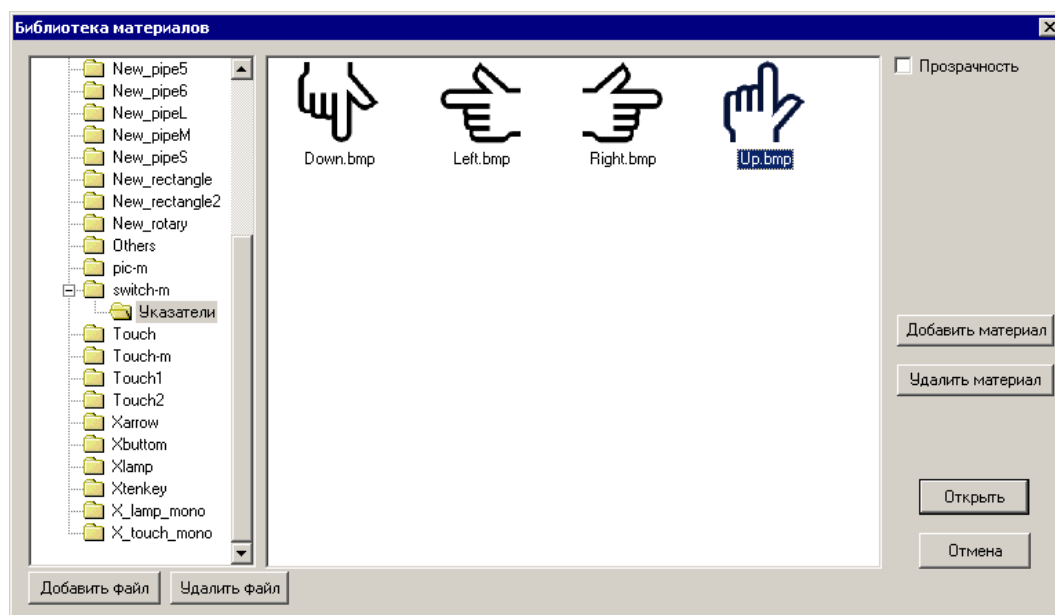 Библиотека материалов
New_pipe5
New_pipe6
New_pipeL
New_pipeM
New_pipeS
New_rectangle
New_rectangle2
New_rotary
Others
pic-m
switch-m
Указатели
Touch
Touch-m
Touch1
Touch2
Xarrow
Xbuttom
Xlamp
Xtenkey
X_lamp_mono
X_touch_mono
Down.bmp
Left.bmp
Right.bmp
Up.bmp
Прозрачность
Добавить материал
Удалить материал
Открыть
Отмена
Добавить файл
Удалить файл